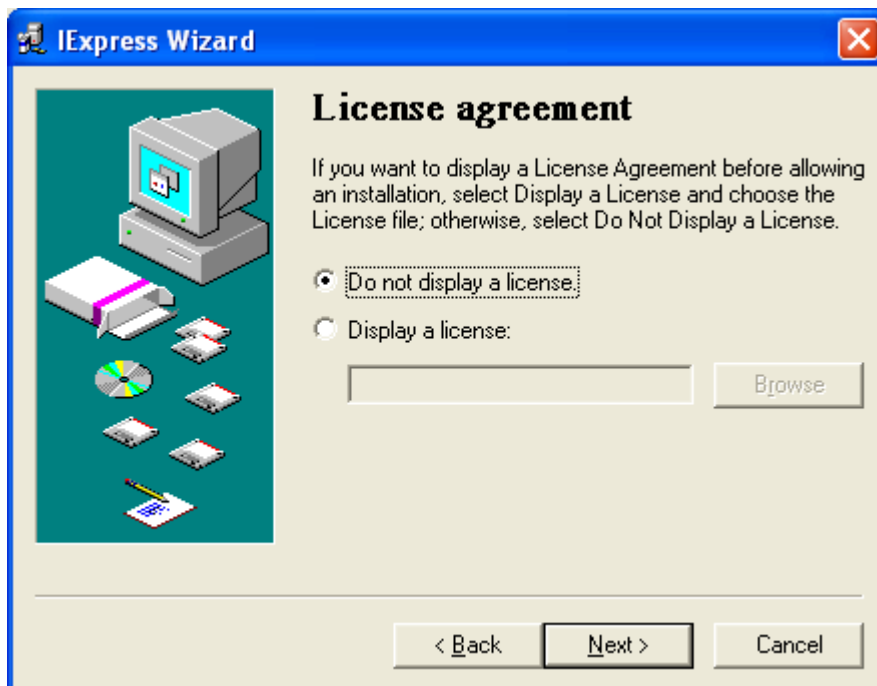 IExpress Wizard
License agreement
If you want to display a License Agreement before allowing
an installation, select Display a License and choose the
License file; otherwise, select Do Not Display a License.
Do not display a license.
Display a license:
Browse
< Back Next > Cancel